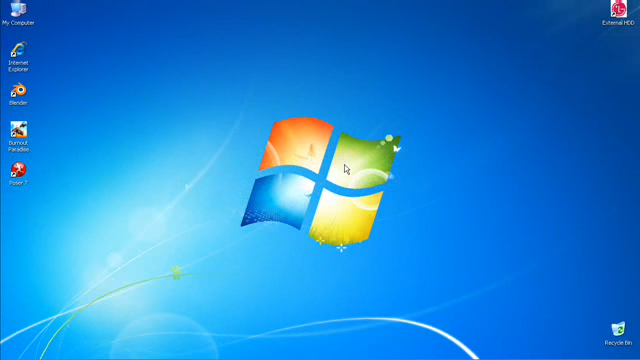 My Computer
Internet
Explorer
Blender
Burnout
Paradise
Poser 7
External HDD
Recycle Bin